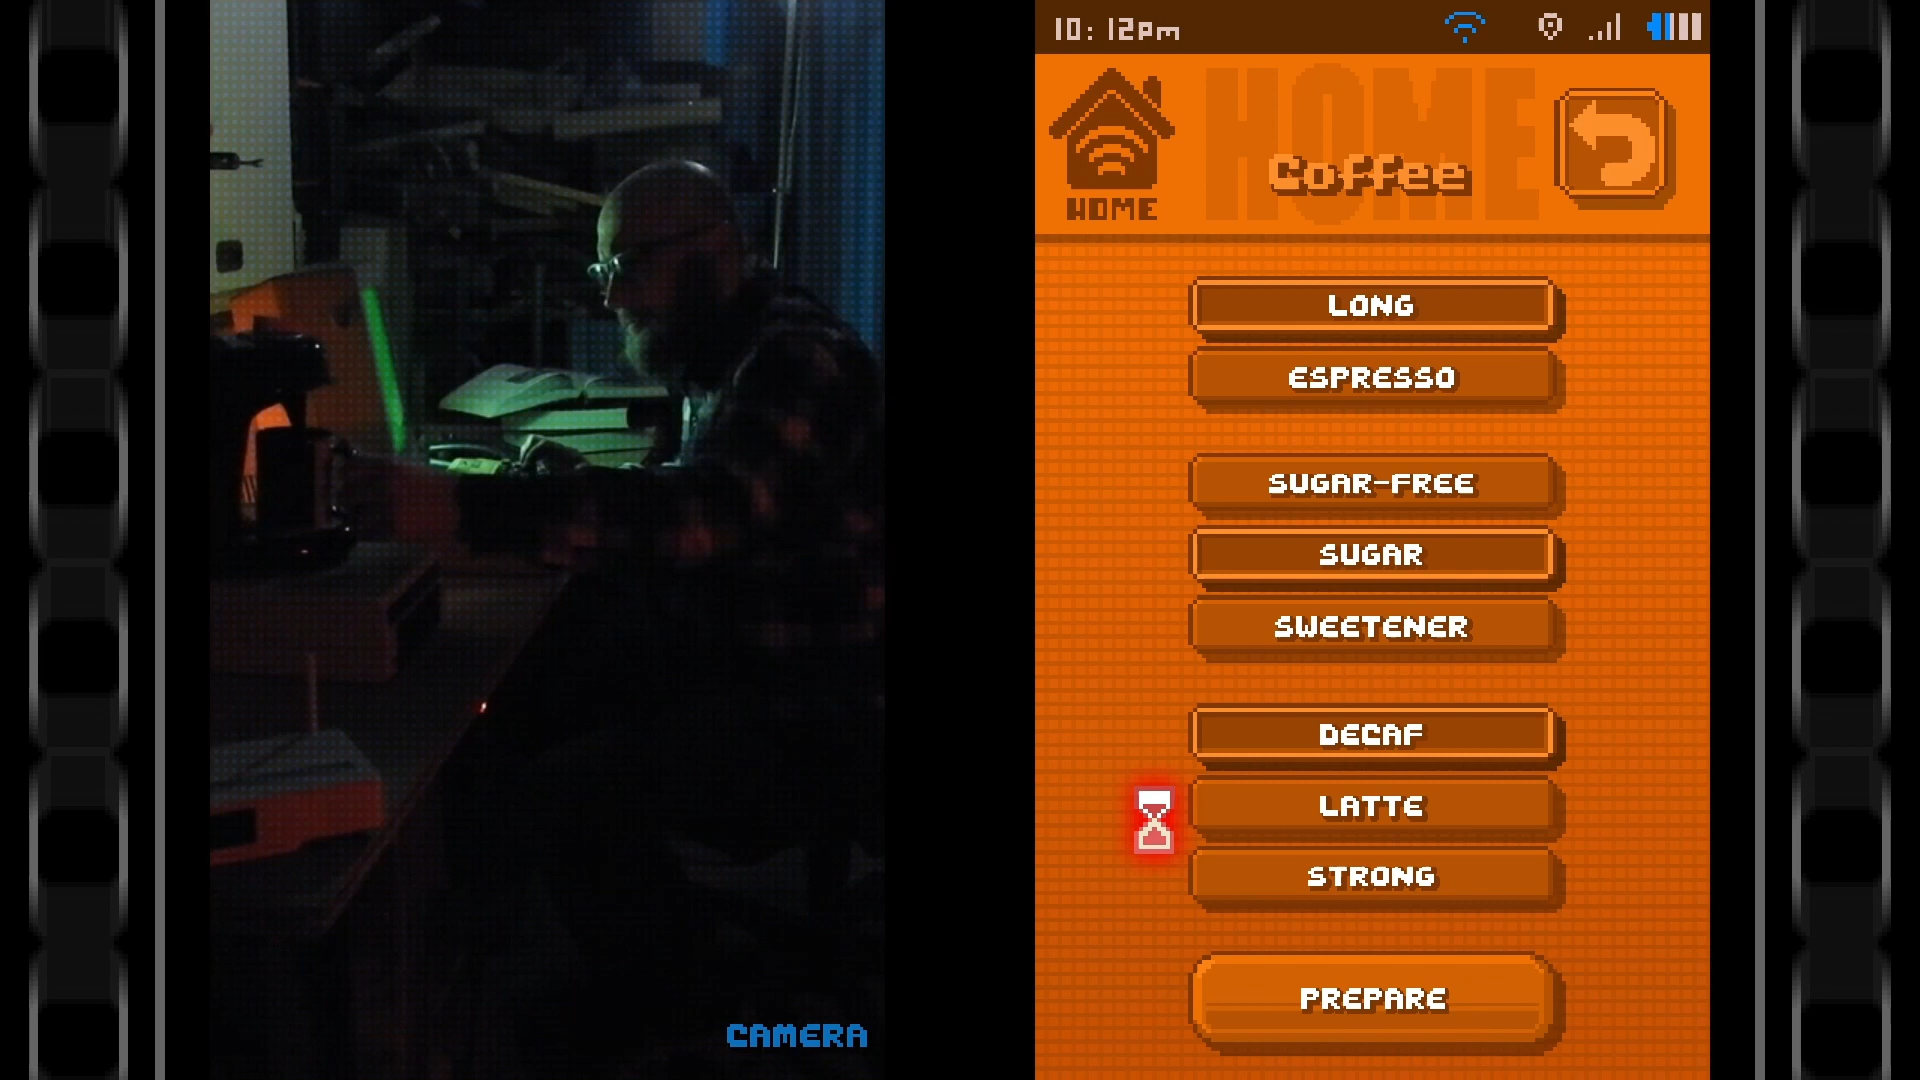 10:12pm
HOME
HOME
Coffee
LONG
ESPRESSO
SUGAR-FREE
SUGAR
SWEETENER
DECAF
LATTE
STRONG
PREPARE
CAMERA